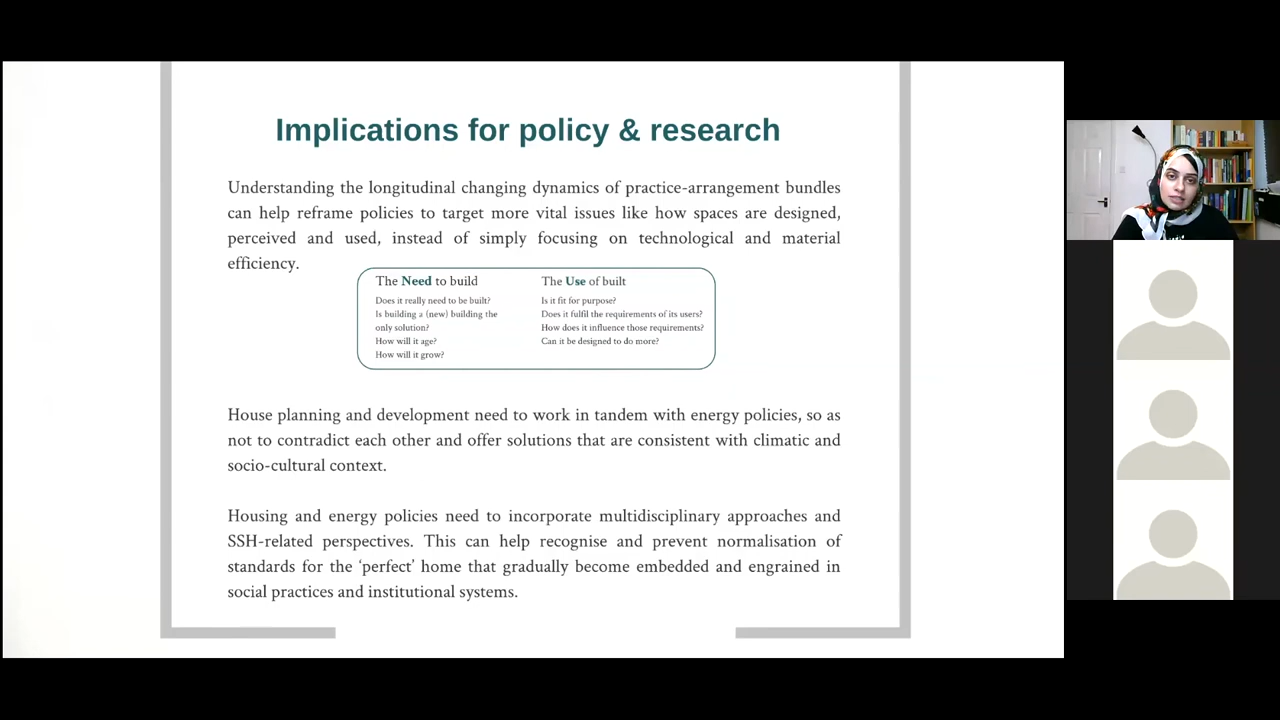 Implications for policy & research
Understanding the longitudinal changing dynamics of practice-arrangement bundles
can help reframe policies to target more vital issues like how spaces are designed,
perceived and used, instead of simply focusing on technological and material
efficiency.
The Need to build
Does it really need to be built?
Is building a (new) building the
only solution?
How will it age?
How will it grow?
The Use of built
Is it fit for purpose?
Does it fulfil the requirements of its users?
How does it influence those requirements?
Can it be designed to do more?
House planning and development need to work in tandem with energy policies, so as
not to contradict each other and offer solutions that are consistent with climatic and
socio-cultural context.
Housing and energy policies need to incorporate multidisciplinary approaches and
SSH-related perspectives. This can help recognise and prevent normalisation of
standards for the ‘perfect’ home that gradually become embedded and engrained in
social practices and institutional systems.